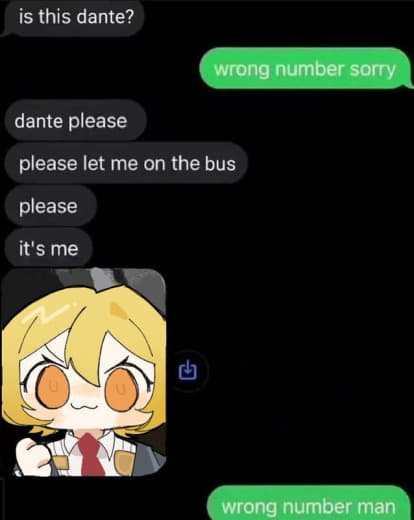 is this dante?
wrong number sorry
dante please
please let me on the bus
please
it's me
wrong number man